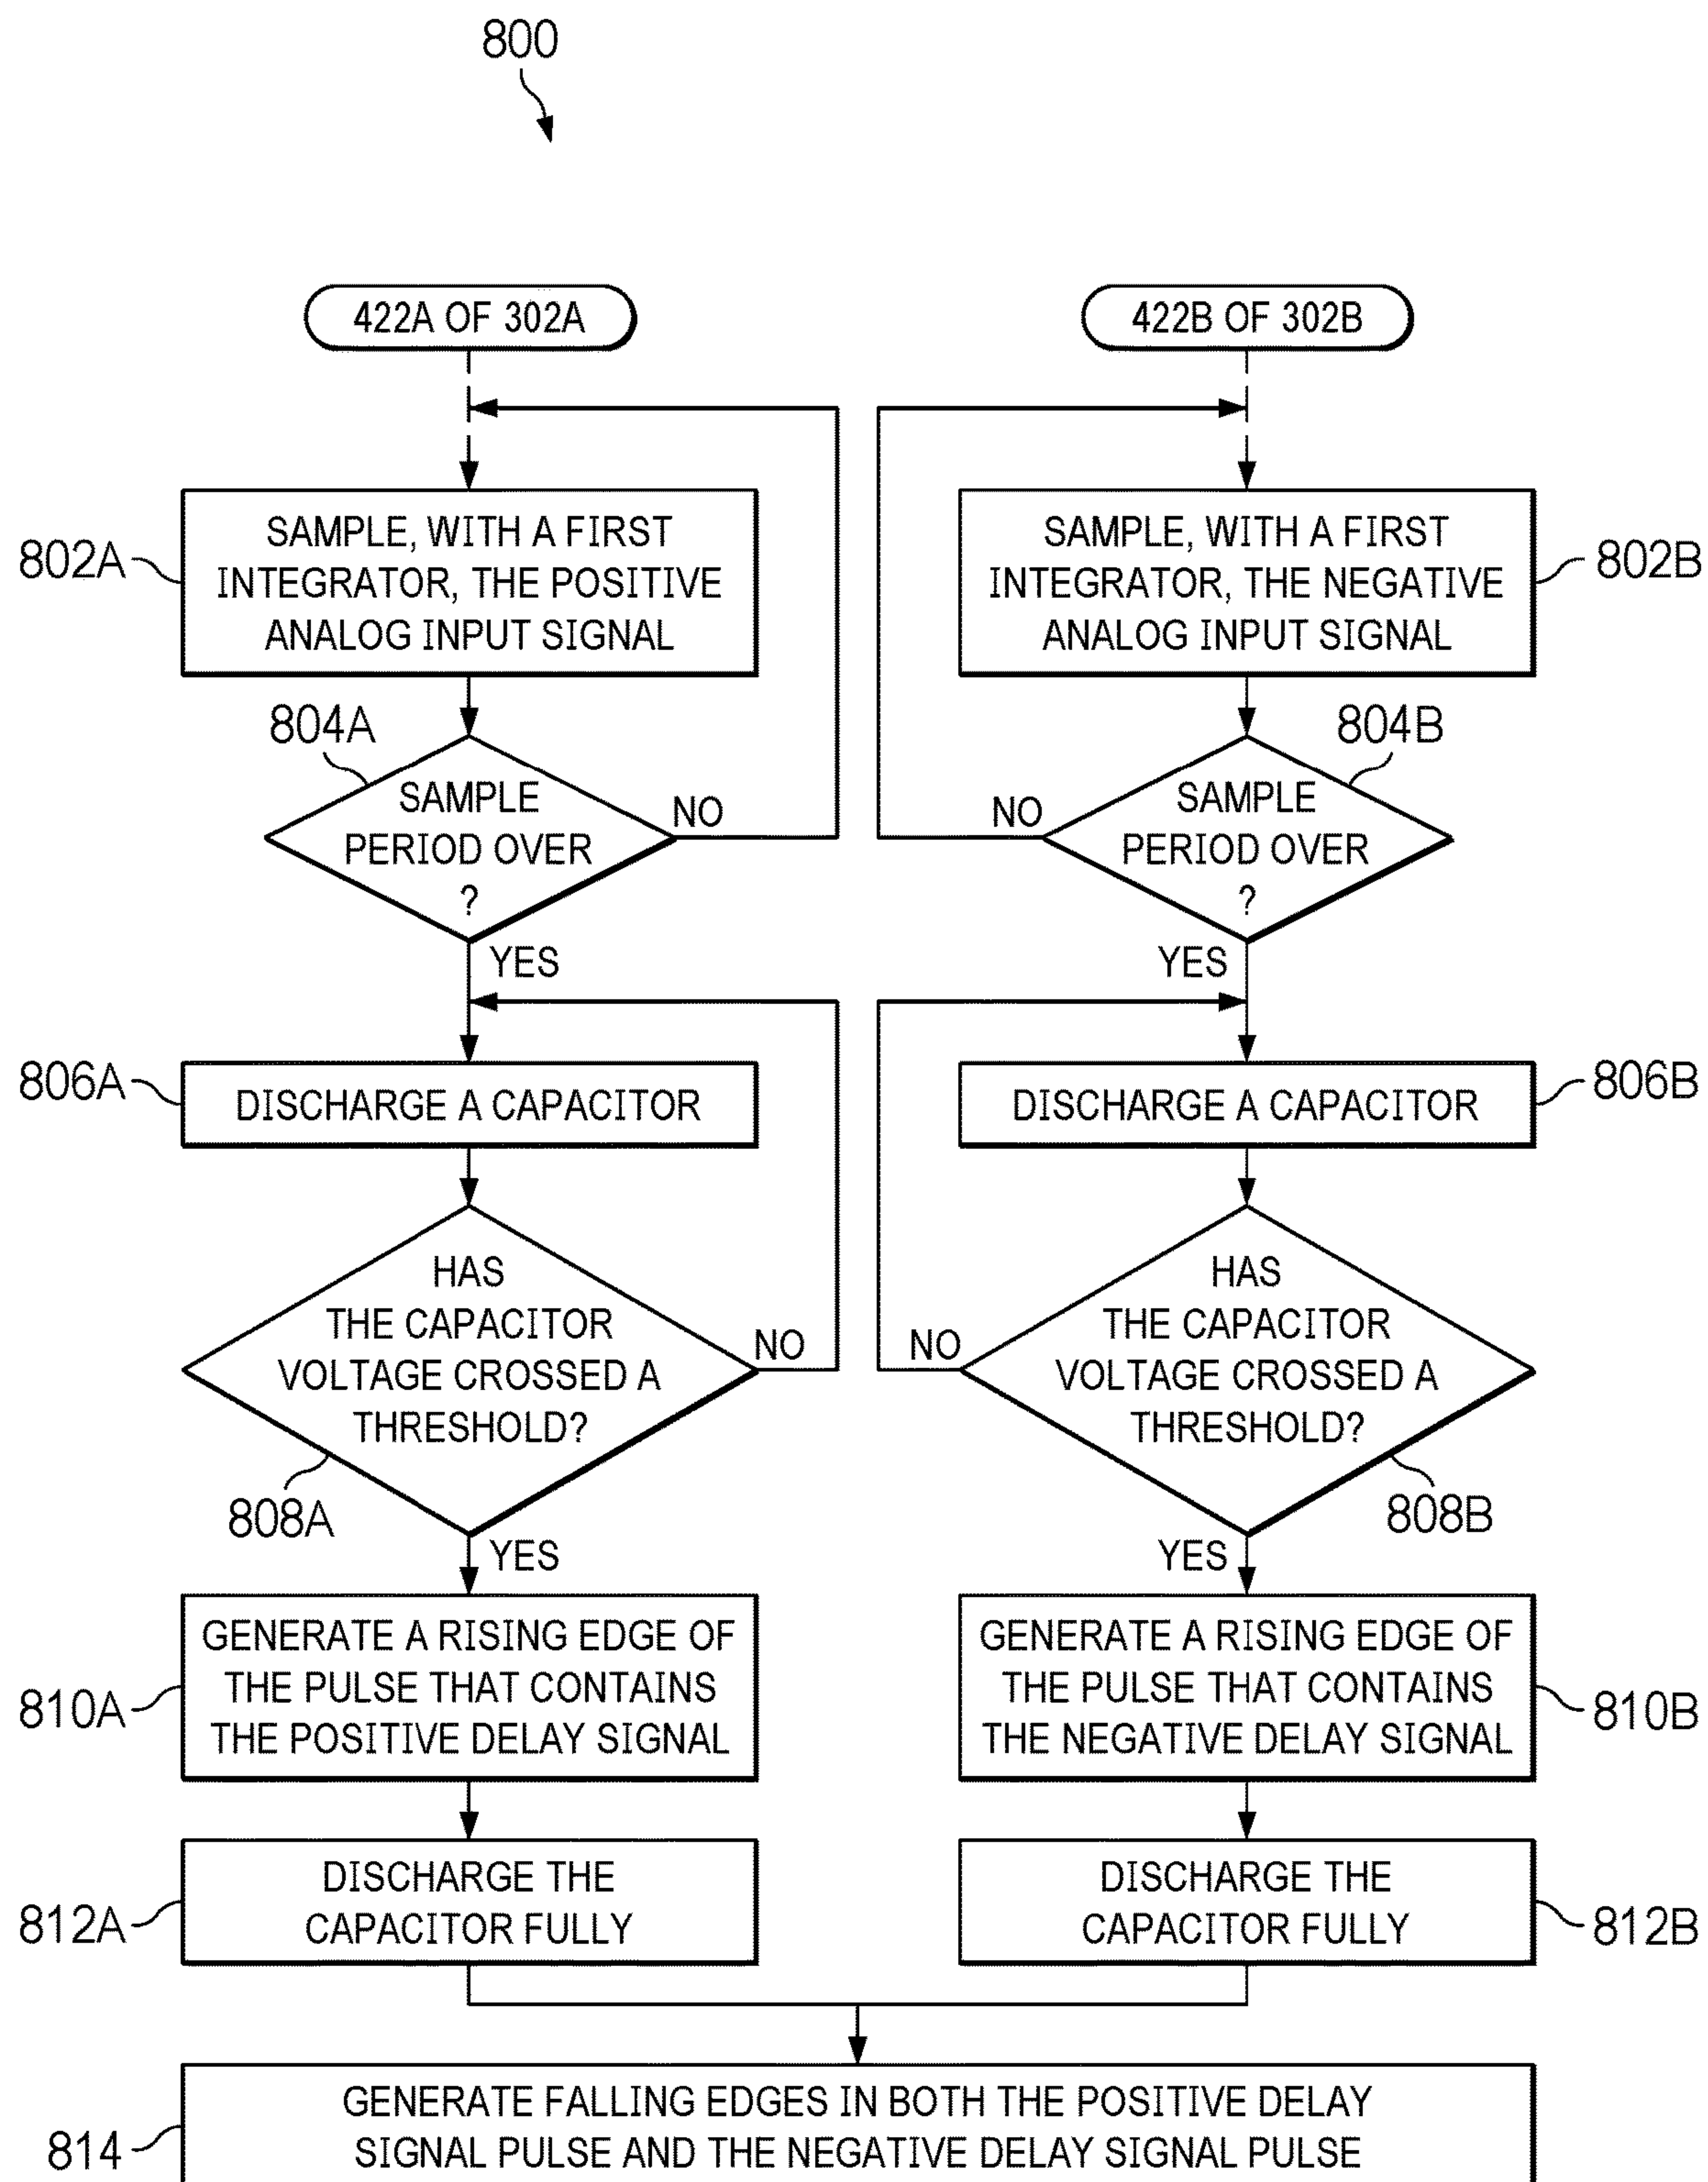 800
422A OF 302A
802A
SAMPLE, WITH A FIRST
INTEGRATOR, THE POSITIVE
ANALOG INPUT SIGNAL
804A
SAMPLE
PERIOD OVER
?
NO
YES
806A
DISCHARGE A CAPACITOR
HAS
THE CAPACITOR
VOLTAGE CROSSED A
THRESHOLD?
NO
808A
YES
810A
GENERATE A RISING EDGE OF
THE PULSE THAT CONTAINS
THE POSITIVE DELAY SIGNAL
812A
DISCHARGE THE
CAPACITOR FULLY
422B OF 302B
SAMPLE, WITH A FIRST
INTEGRATOR, THE NEGATIVE
ANALOG INPUT SIGNAL
802B
804B
SAMPLE
PERIOD OVER
?
NO
YES
DISCHARGE A CAPACITOR
806B
HAS
THE CAPACITOR
VOLTAGE CROSSED A
THRESHOLD?
NO
808B
YES
GENERATE A RISING EDGE OF
THE PULSE THAT CONTAINS
THE NEGATIVE DELAY SIGNAL
810B
DISCHARGE THE
CAPACITOR FULLY
812B
814
GENERATE FALLING EDGES IN BOTH THE POSITIVE DELAY
SIGNAL PULSE AND THE NEGATIVE DELAY SIGNAL PULSE